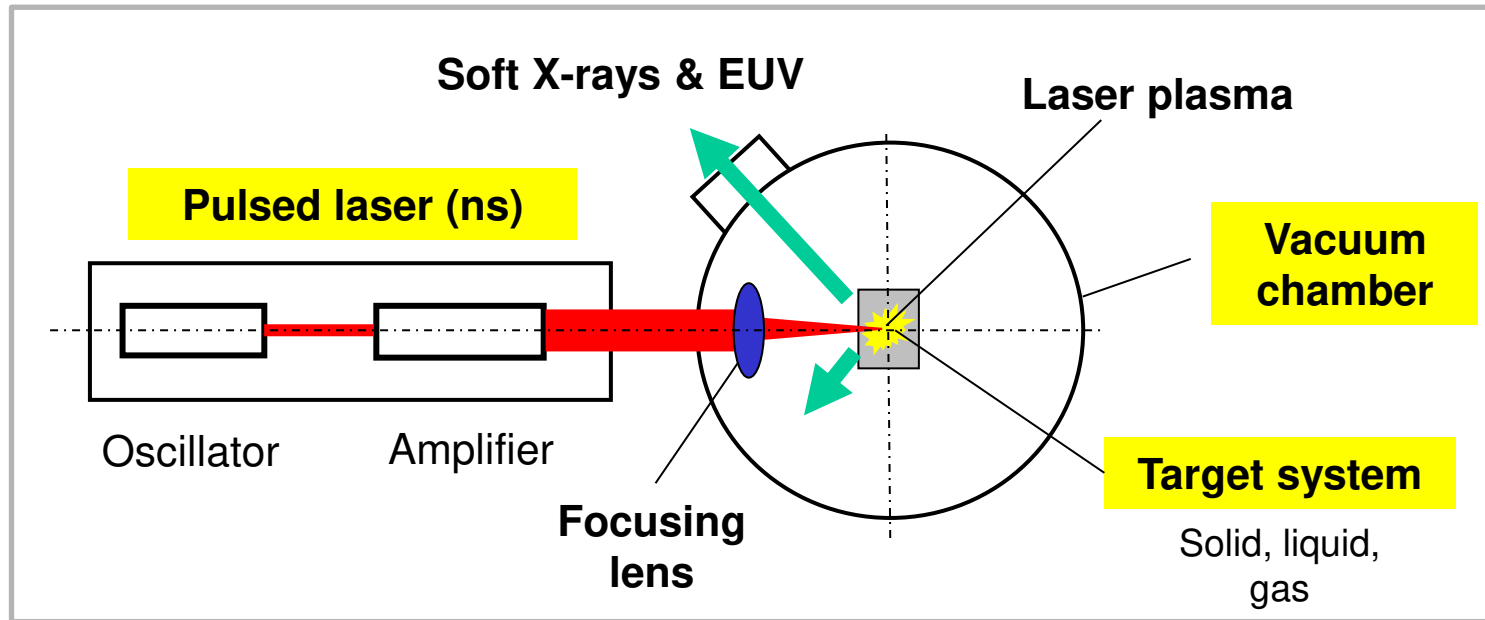 Soft X-rays & EUV
Laser plasma
Pulsed laser (ns)
Vacuum
chamber
Oscillator
Amplifier
Focusing
lens
Target system
Solid, liquid,
gas